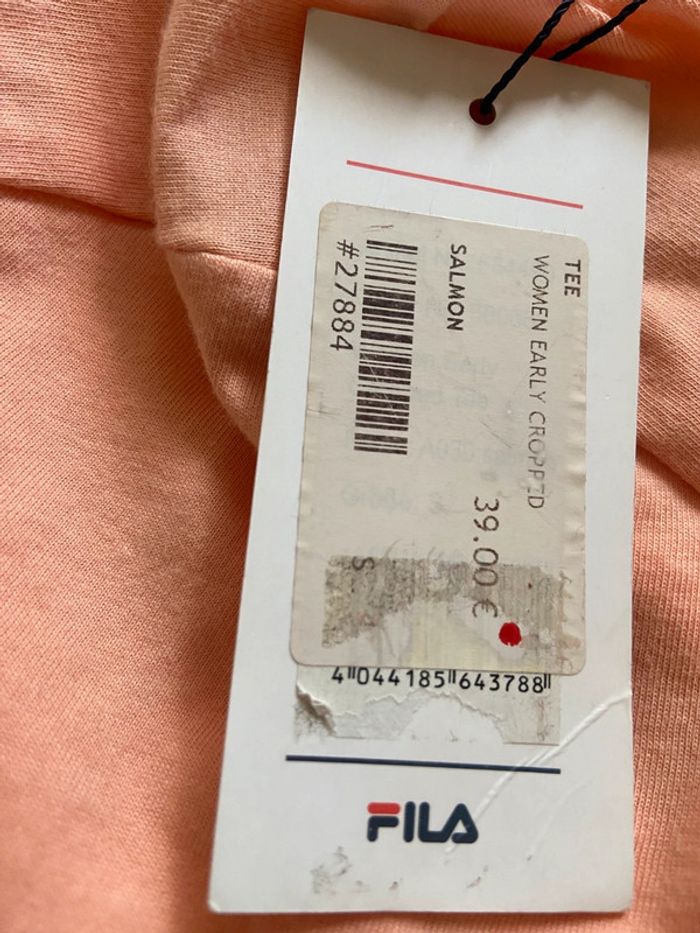 TEE
WOMEN EARLY CROPPED
SALMON
#27884
39.00 €
S
4 044185 643788
FILA